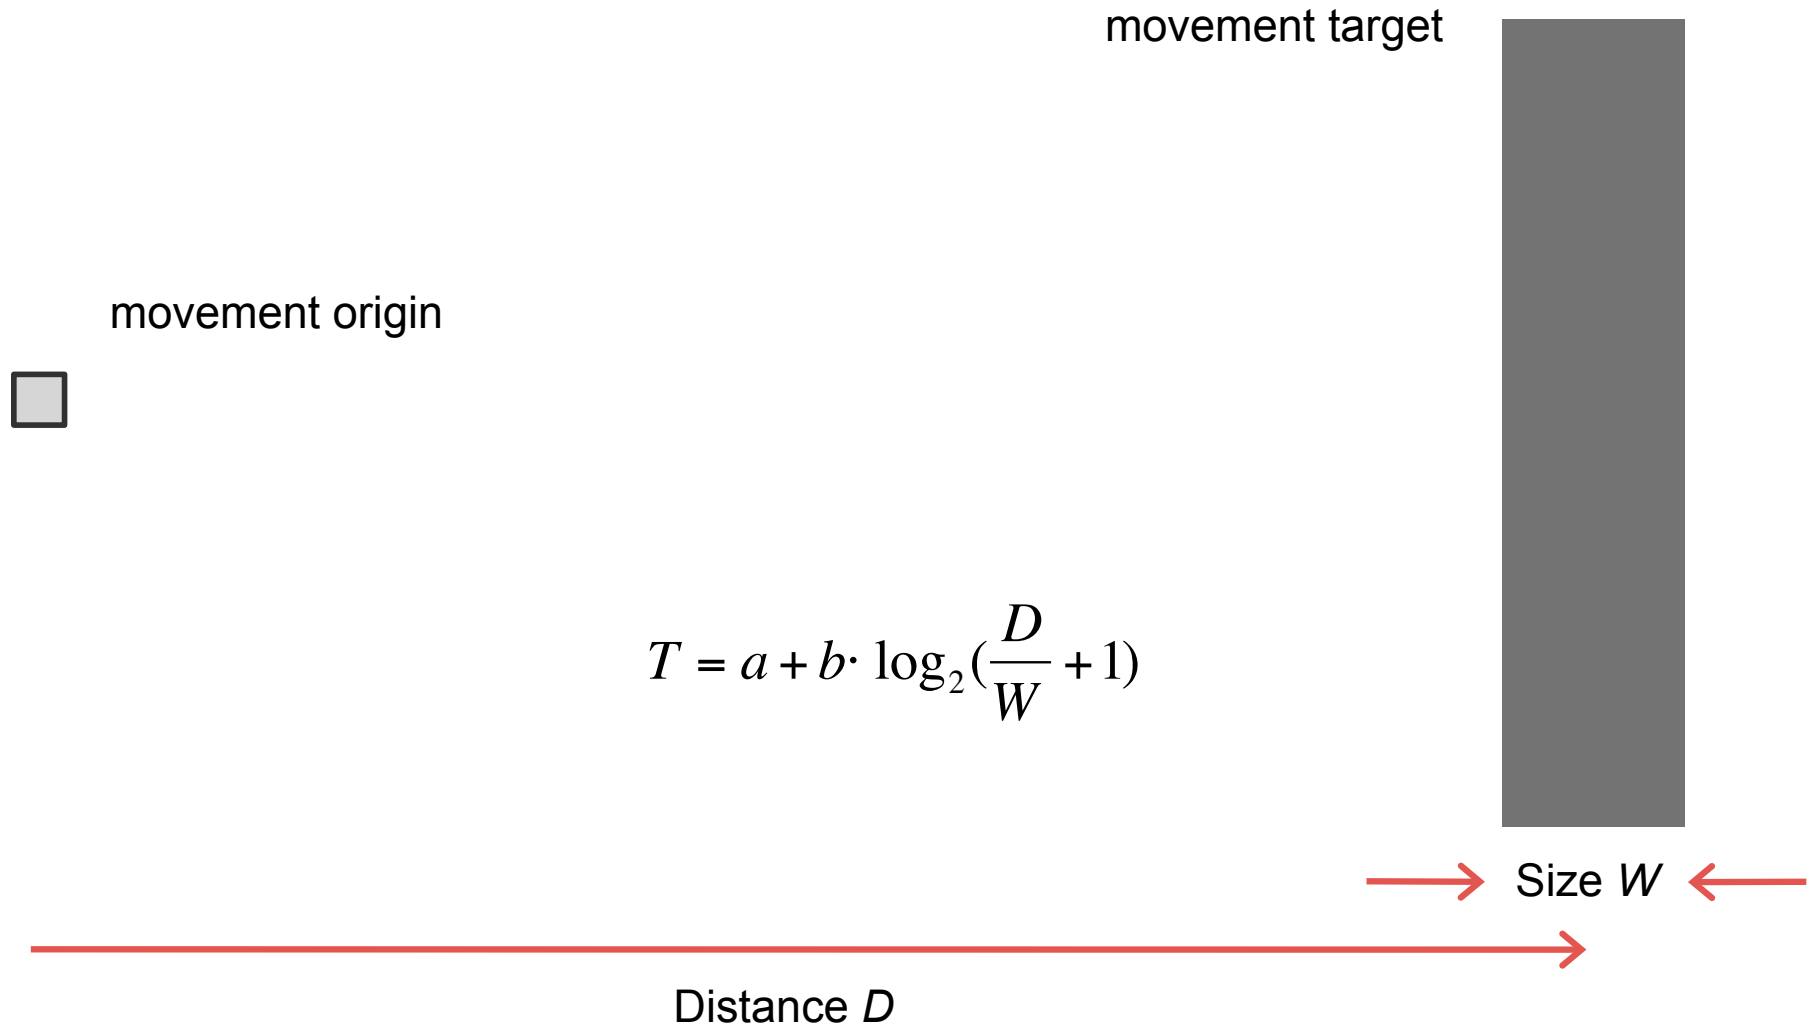 movement target
movement origin
T = a + b· log₂(D/W + 1)
Size W
Distance D